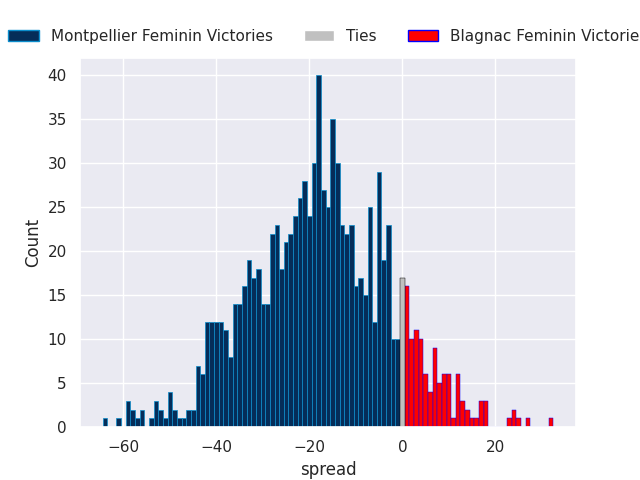 Montpellier Feminin Victories Ties Blagnac Feminin Victorie
40
35
30
25
20
15
10
5
0
Count
−60 −40 −20 0 20
spread